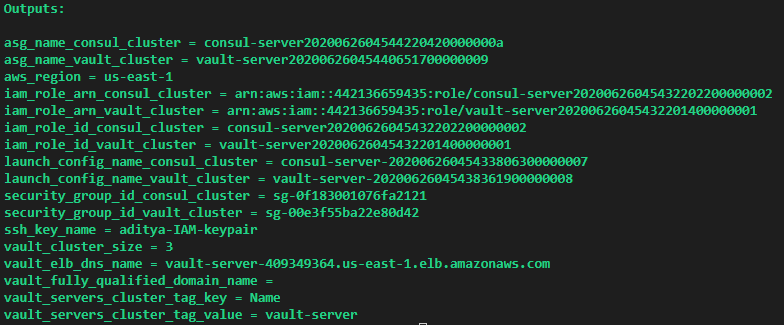 Outputs:
asg_name_consul_cluster = consul-server2020062604544220420000000a
asg_name_vault_cluster = vault-server20200626045440651700000009
aws_region = us-east-1
iam_role_arn_consul_cluster = arn:aws:iam::442136659435:role/consul-server20200626045432202200000002
iam_role_arn_vault_cluster = arn:aws:iam::442136659435:role/vault-server20200626045432201400000001
iam_role_id_consul_cluster = consul-server20200626045432202200000002
iam_role_id_vault_cluster = vault-server20200626045432201400000001
launch_config_name_consul_cluster = consul-server-20200626045433806300000007
launch_config_name_vault_cluster = vault-server-20200626045438361900000008
security_group_id_consul_cluster = sg-0f183001076fa2121
security_group_id_vault_cluster = sg-00e3f55ba22e80d42
ssh_key_name = aditya-IAM-keypair
vault_cluster_size = 3
vault_elb_dns_name = vault-server-409349364.us-east-1.elb.amazonaws.com
vault_fully_qualified_domain_name =
vault_servers_cluster_tag_key = Name
vault_servers_cluster_tag_value = vault-server